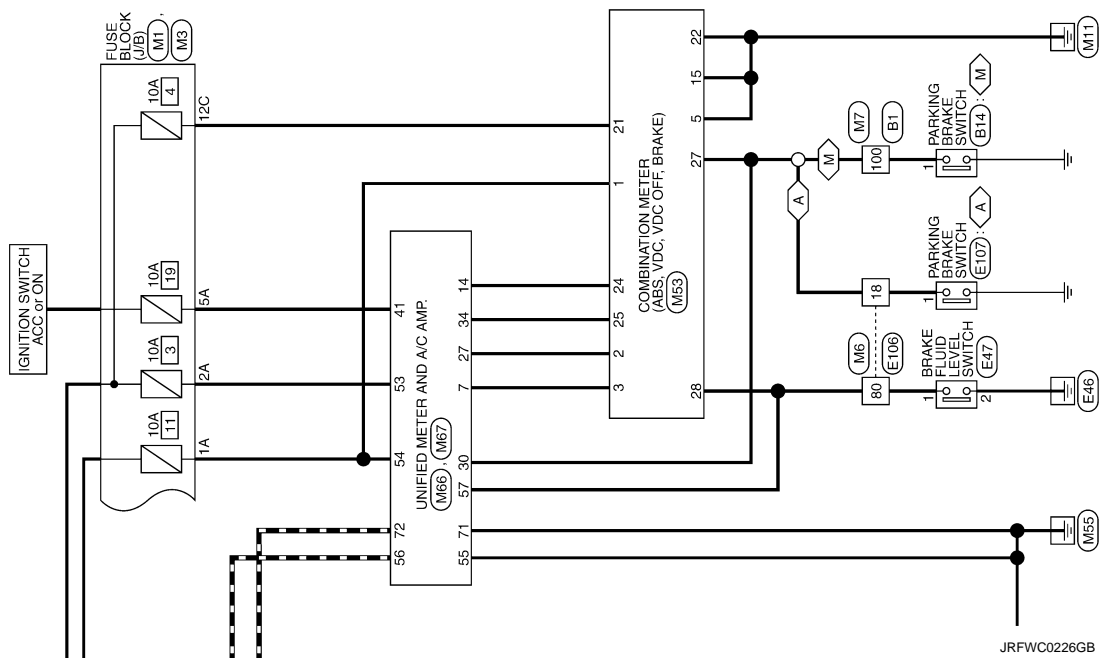 IGNITION SWITCH
ACC or ON
FUSE
BLOCK
(J/B)
M1 ,
M3
10A
4
12C
10A
19
5A
10A
3
2A
10A
11
1A
41
53
54
72
56
UNIFIED METER AND A/C AMP.
M66 , M67
14
34
27
7
30
57
71
55
21
1
24
25
2
3
COMBINATION METER
(ABS, VDC, VDC OFF, BRAKE)
M53
22
15
5
27
28
M
A
M7
B1
100
18
M6
E106
80
1
PARKING
BRAKE
SWITCH
B14 : M
1
PARKING
BRAKE
SWITCH
E107 : A
1
2
BRAKE
FLUID
LEVEL
SWITCH
E47
M11
E46
M55
JRFWC0226GB